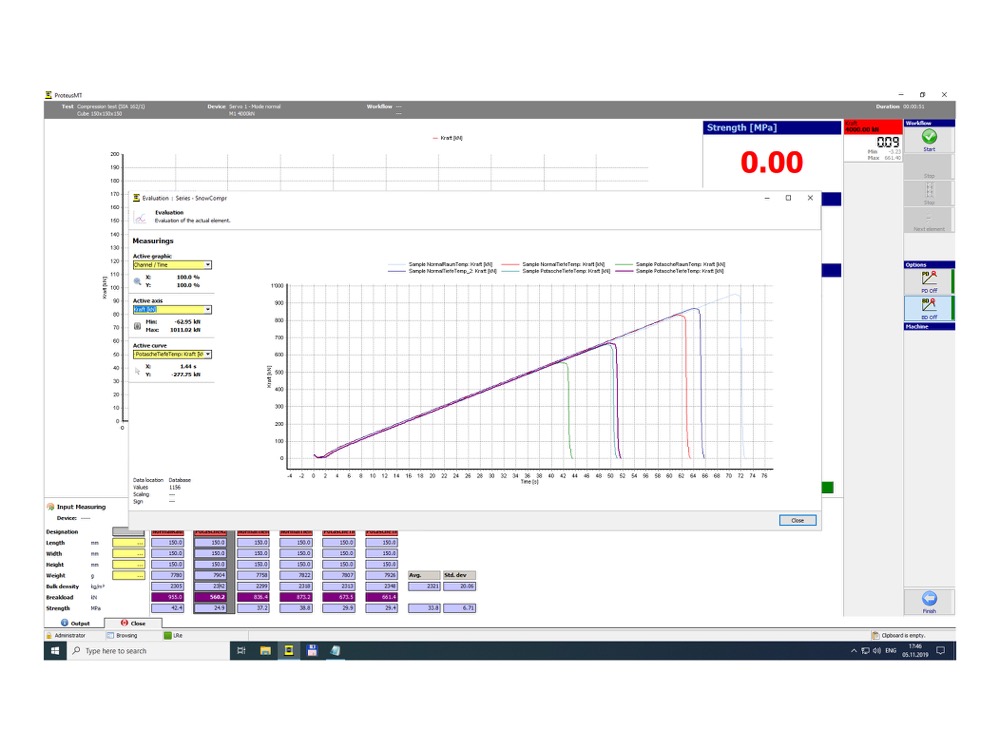 ProteusMT
Test Compression test [SIA 162/1] Device Servo 1 - Mode normal Workflow --- Duration 00:00:51
Cube 150x150x150 M1 4000kN ---
Kraft [kN]
Strength [MPa]
0.00
Kraft
0.09
Min -3.23
Max 661.40
Workflow
Start
Stop
Step
Next element
Options
PD Off
BD Off
Machine
Finish
200
190
180
170
160
150
140
130
120
110
100
90
80
70
60
50
40
30
20
10
0
Kraft [kN]
0
Evaluation | Series - SnowCompr
Evaluation
Evaluation of the actual element.
Measurings
Active graphic
Channel / Time
X: 100.0 %
Y: 100.0 %
Active axis
Kraft [kN]
Min: -62.95 kN
Max: 1011.02 kN
Active curve
PotascheTiefeTemp: Kraft [kN
X: 1.44 s
Y: -277.75 kN
Data location Database
Values 1156
Scaling ---
Sign ---
Sample NormalRaumTemp: Kraft [kN] Sample NormalTiefeTemp: Kraft [kN] Sample PotascheRaumTemp: Kraft [kN]
Sample NormalTiefeTemp_2: Kraft [kN] Sample PotascheTiefeTemp: Kraft [kN] Sample PotascheTiefeTemp: Kraft [kN]
1'000
900
800
700
600
500
400
300
200
100
0
Kraft [kN]
-4 -2 0 2 4 6 8 10 12 14 16 18 20 22 24 26 28 30 32 34 36 38 40 42 44 46 48 50 52 54 56 58 60 62 64 66 68 70 72 74 76
Time [s]
Close
Input Measuring
Device: ----
Designation
Length mm ... 150.0 150.0 150.0 150.0 150.0 150.0
Width mm ... 150.0 150.0 150.0 150.0 150.0 150.0
Height mm ... 150.0 150.0 150.0 150.0 150.0 150.0
Weight g ... 7780 7904 7758 7822 7807 7926 Avg. Std. dev
Bulk density kg/m³ 2305 2342 2299 2318 2313 2348 2321 20.06
Breakload kN 955.0 560.2 836.4 873.2 673.5 661.4
Strength MPa 42.4 24.9 37.2 38.8 29.9 29.4 33.8 6.71
Output Close
Administrator Browsing LRe Clipboard is empty.
Type here to search
ENG
17:46
05.11.2019